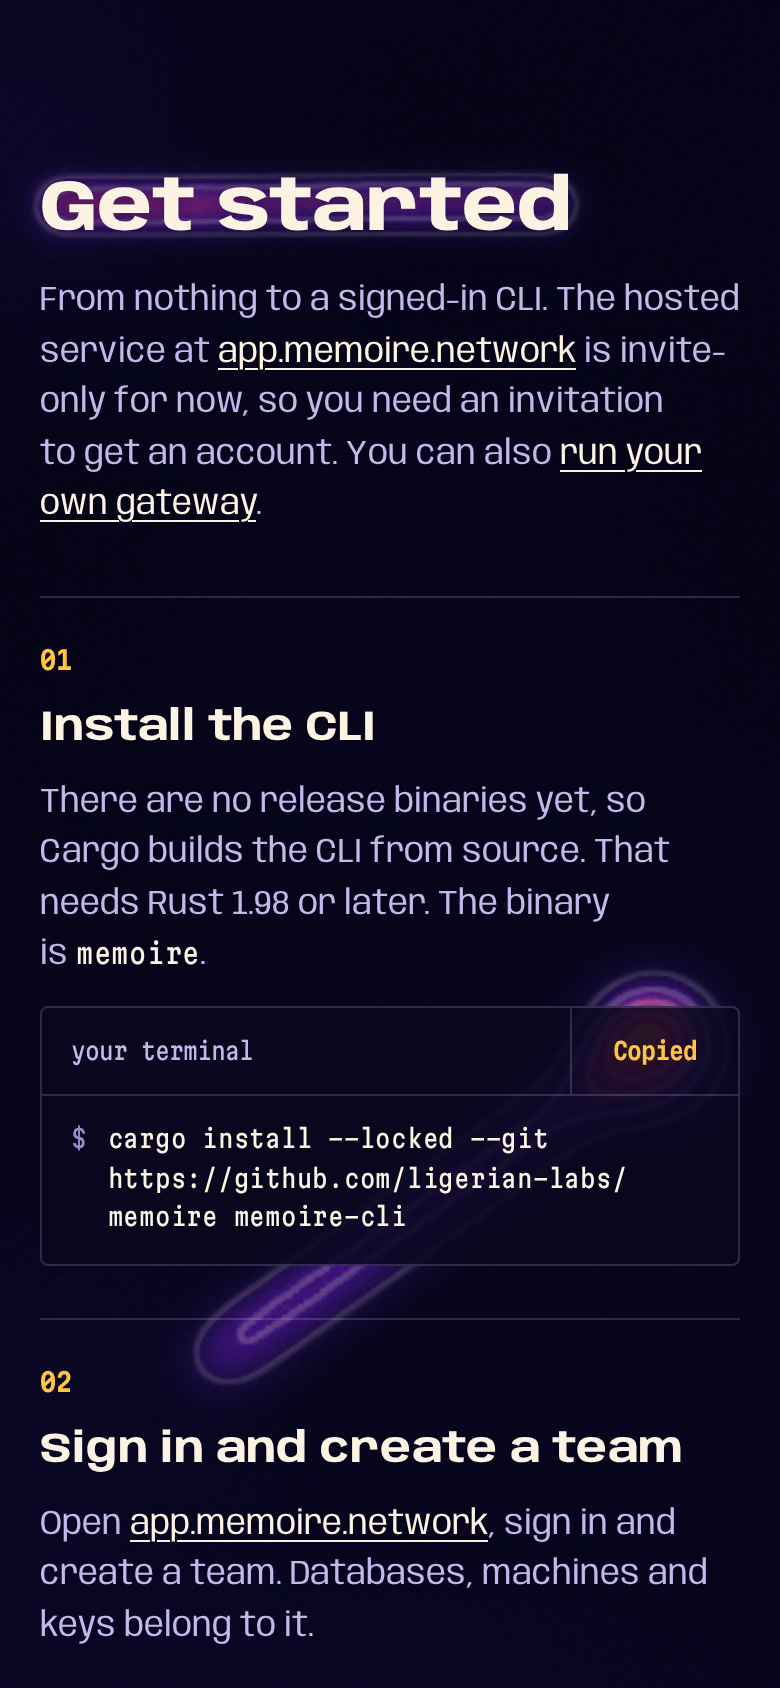 Get started
From nothing to a signed-in CLI. The hosted
service at app.memoire.network is invite-
only for now, so you need an invitation
to get an account. You can also run your
own gateway.
01
Install the CLI
There are no release binaries yet, so
Cargo builds the CLI from source. That
needs Rust 1.98 or later. The binary
is memoire.
your terminal
Copied
$ cargo install --locked --git
https://github.com/ligerian-labs/
memoire memoire-cli
02
Sign in and create a team
Open app.memoire.network, sign in and
create a team. Databases, machines and
keys belong to it.